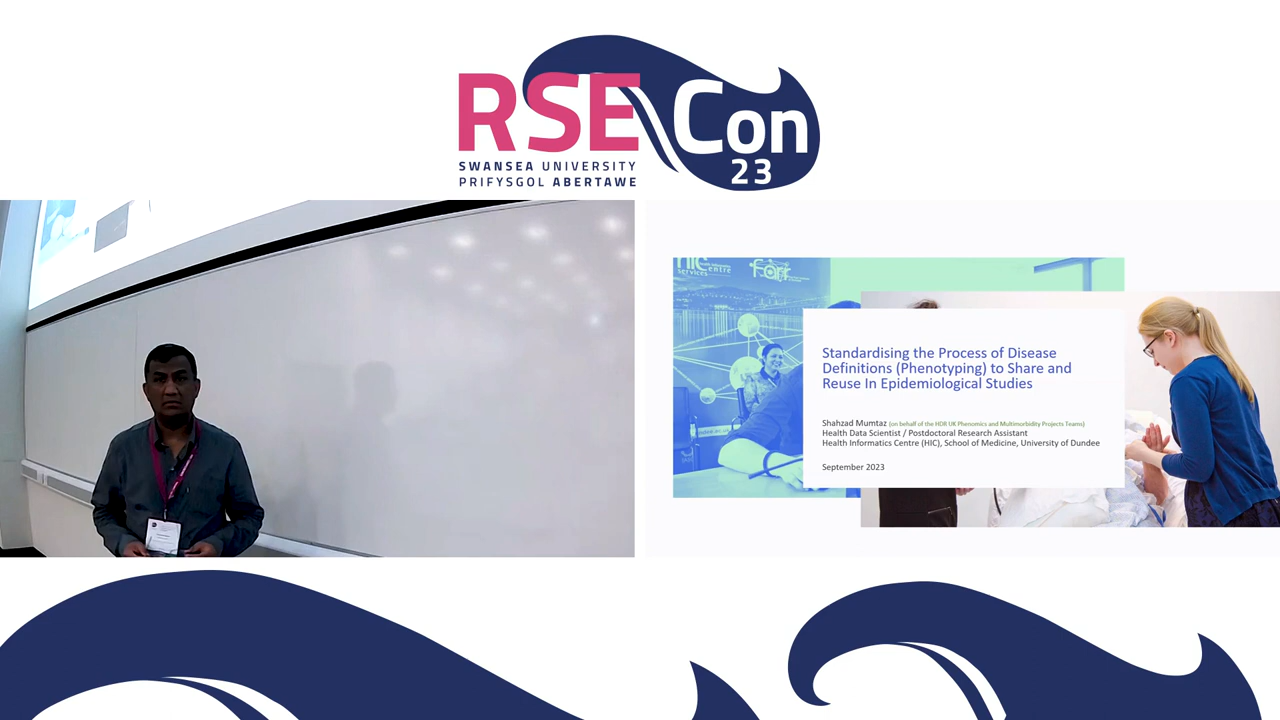 RSE Con
23
SWANSEA UNIVERSITY
PRIFYSGOL ABERTAWE
Standardising the Process of Disease
Definitions (Phenotyping) to Share and
Reuse In Epidemiological Studies
Shahzad Mumtaz (on behalf of the HDR UK Phenomics and Multimorbidity Projects Teams)
Health Data Scientist / Postdoctoral Research Assistant
Health Informatics Centre (HIC), School of Medicine, University of Dundee
September 2023